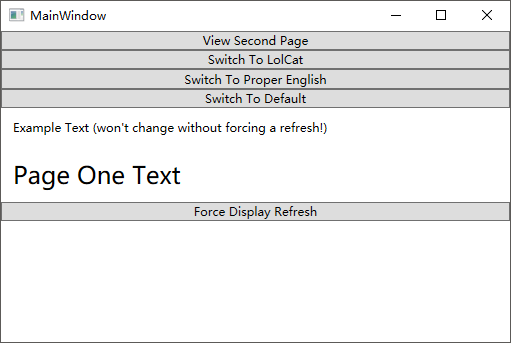 MainWindow
View Second Page
Switch To LolCat
Switch To Proper English
Switch To Default
Example Text (won't change without forcing a refresh!)
Page One Text
Force Display Refresh